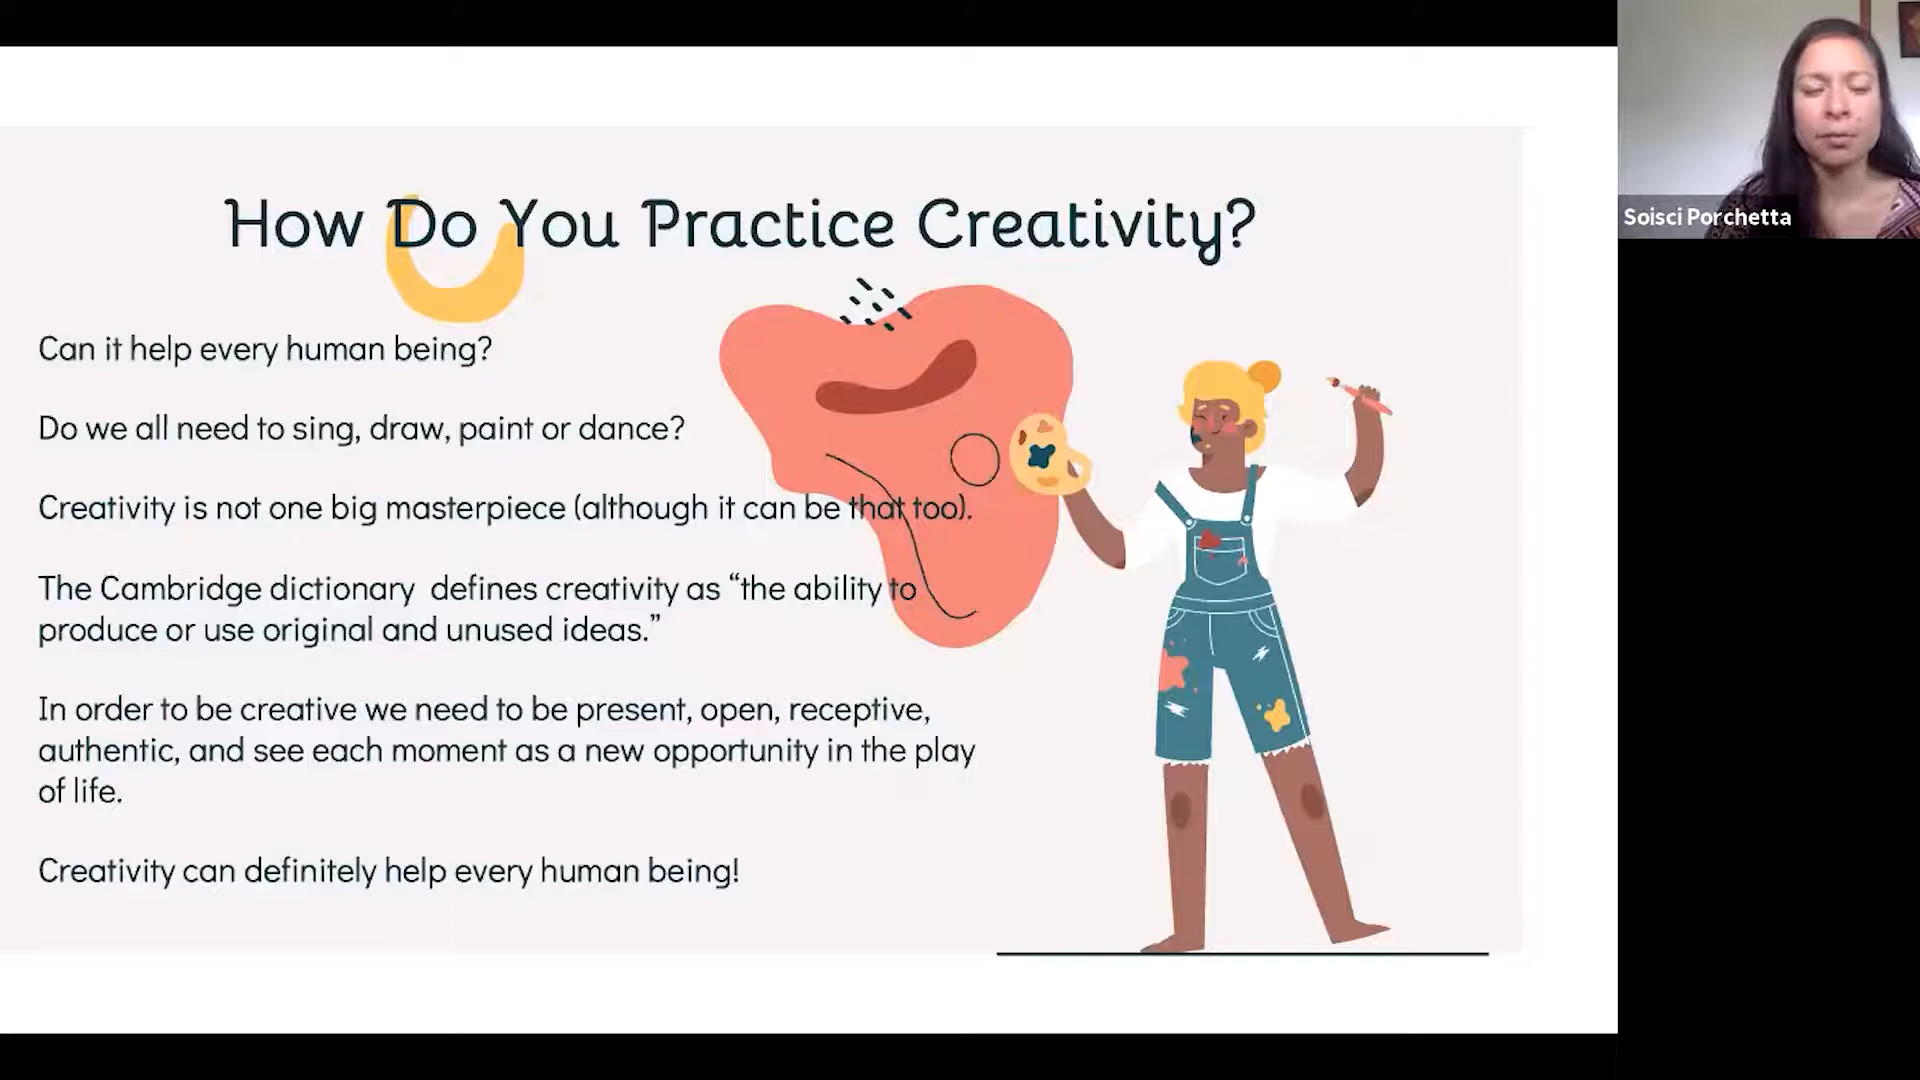 How Do You Practice Creativity?
Can it help every human being?
Do we all need to sing, draw, paint or dance?
Creativity is not one big masterpiece (although it can be that too).
The Cambridge dictionary  defines creativity as “the ability to
produce or use original and unused ideas.”
In order to be creative we need to be present, open, receptive,
authentic, and see each moment as a new opportunity in the play
of life.
Creativity can definitely help every human being!
Soisci Porchetta